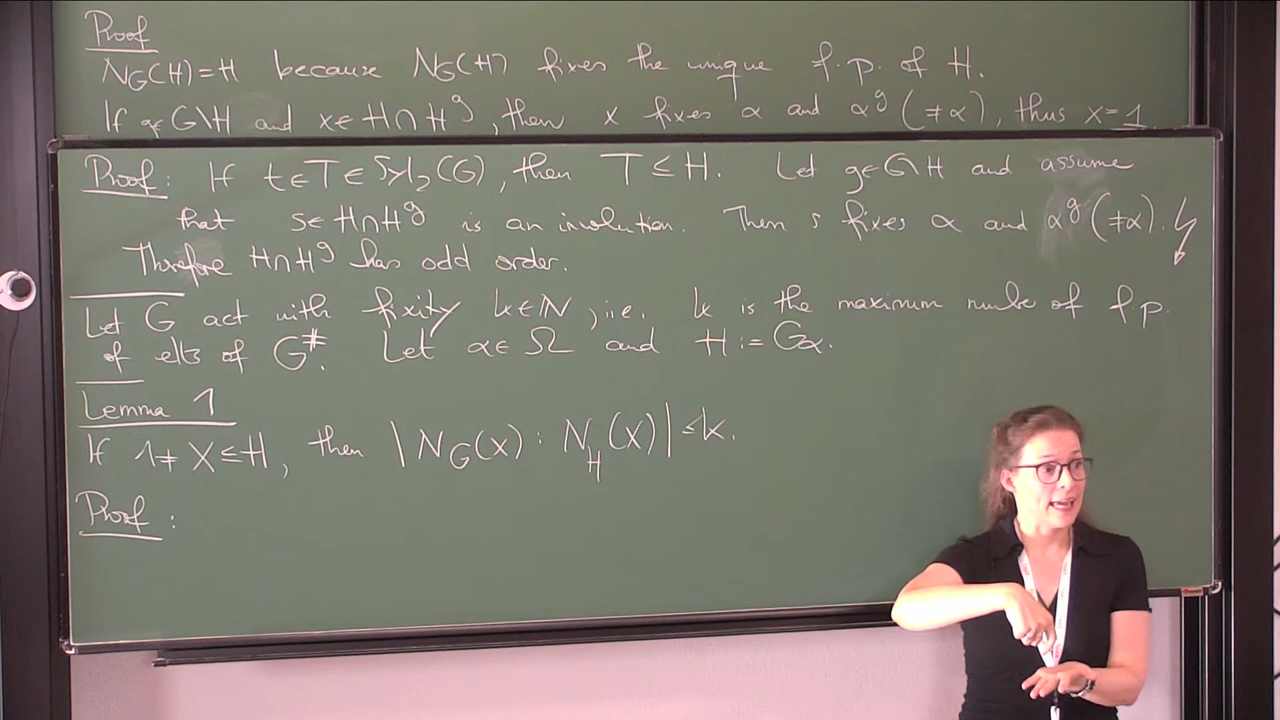 Proof
N_G(H) = H because N_G(H) fixes the unique f.p. of H.
If g∈G\H and x∈H∩H^g, then x fixes α and α^g (≠α), thus x=1
Proof: If t∈T∈Syl_2(G), then T≤H. Let g∈G\H and assume
that s∈H∩H^g is an involution. Then s fixes α and α^g (≠α). ↯
Therefore H∩H^g has odd order.
Let G act with fixity k∈N, i.e. k is the maximum numbe of f p.
of elts of G^#. Let α∈Ω and H:=G_α.
Lemma 1
If 1≠X≤H, then |N_G(X) : N_H(X)| ≤k.
Proof: